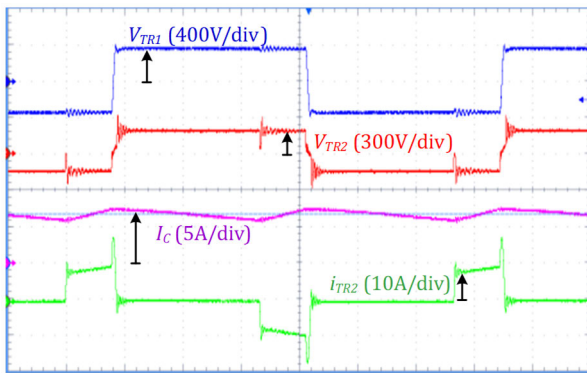 V_TR1 (400V/div)
V_TR2 (300V/div)
I_C (5A/div)
i_TR2 (10A/div)